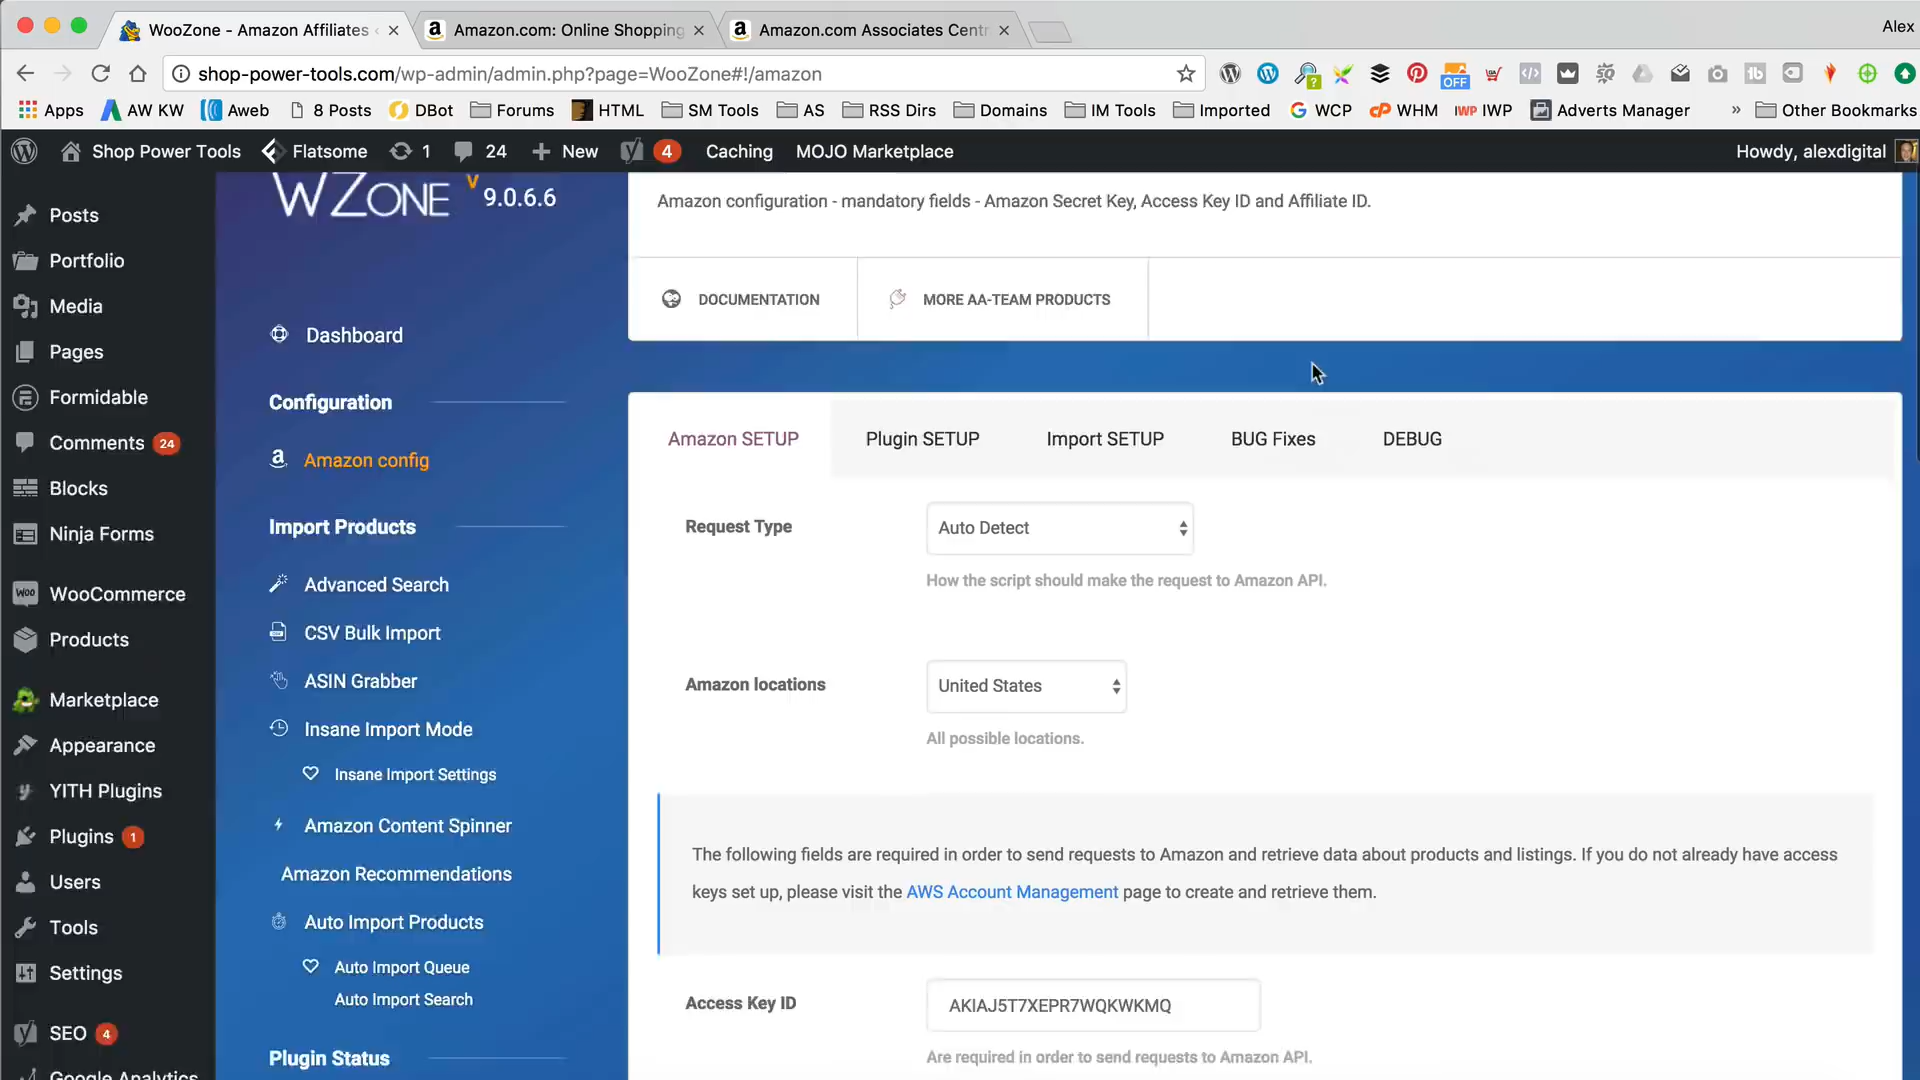 WooZone - Amazon Affiliates
Amazon.com: Online Shopping
Amazon.com Associates Centr
Alex
shop-power-tools.com/wp-admin/admin.php?page=WooZone#!/amazon
OFF
Apps
AW KW
Aweb
8 Posts
DBot
Forums
HTML
SM Tools
AS
RSS Dirs
Domains
IM Tools
Imported
WCP
WHM
IWP
Adverts Manager
»
Other Bookmarks
Shop Power Tools
Flatsome
1
24
New
4
Caching
MOJO Marketplace
Howdy, alexdigital
Posts
Portfolio
Media
Pages
Formidable
Comments 24
Blocks
Ninja Forms
WooCommerce
Products
Marketplace
Appearance
YITH Plugins
Plugins 1
Users
Tools
Settings
SEO 4
Google Analytics
WZONE V 9.0.6.6
Dashboard
Configuration
Amazon config
Import Products
Advanced Search
CSV Bulk Import
ASIN Grabber
Insane Import Mode
Insane Import Settings
Amazon Content Spinner
Amazon Recommendations
Auto Import Products
Auto Import Queue
Auto Import Search
Plugin Status
Amazon configuration - mandatory fields - Amazon Secret Key, Access Key ID and Affiliate ID.
DOCUMENTATION
MORE AA-TEAM PRODUCTS
Amazon SETUP
Plugin SETUP
Import SETUP
BUG Fixes
DEBUG
Request Type
Auto Detect
How the script should make the request to Amazon API.
Amazon locations
United States
All possible locations.
The following fields are required in order to send requests to Amazon and retrieve data about products and listings. If you do not already have access
keys set up, please visit the AWS Account Management page to create and retrieve them.
Access Key ID
AKIAJ5T7XEPR7WQKWKMQ
Are required in order to send requests to Amazon API.